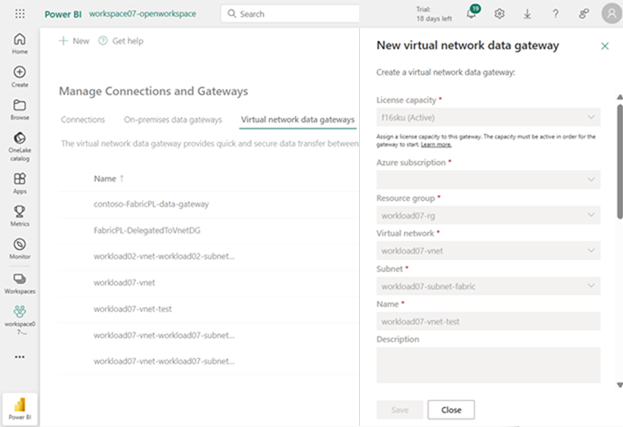 Power BI workspace07-openworkspace
Search
Trial:
18 days left
19
Home
Create
Browse
OneLake
catalog
Apps
Metrics
Monitor
Workspaces
workspace0
7-...
Power BI
New Get help
Manage Connections and Gateways
Connections On-premises data gateways Virtual network data gateways
The virtual network data gateway provides quick and secure data transfer between
Name ↑
contoso-FabricPL-data-gateway
FabricPL-DelegatedToVnetDG
workload02-vnet-workload02-subnet...
workload07-vnet
workload07-vnet-test
workload07-vnet-workload07-subnet...
workload07-vnet-workload07-subnet...
New virtual network data gateway
Create a virtual network data gateway:
License capacity *
f16sku (Active)
Assign a license capacity to this gateway. The capacity must be active in order for the
gateway to start. Learn more.
Azure subscription *
Resource group *
workload07-rg
Virtual network *
workload07-vnet
Subnet *
workload07-subnet-fabric
Name *
workload07-vnet-test
Description
Save Close